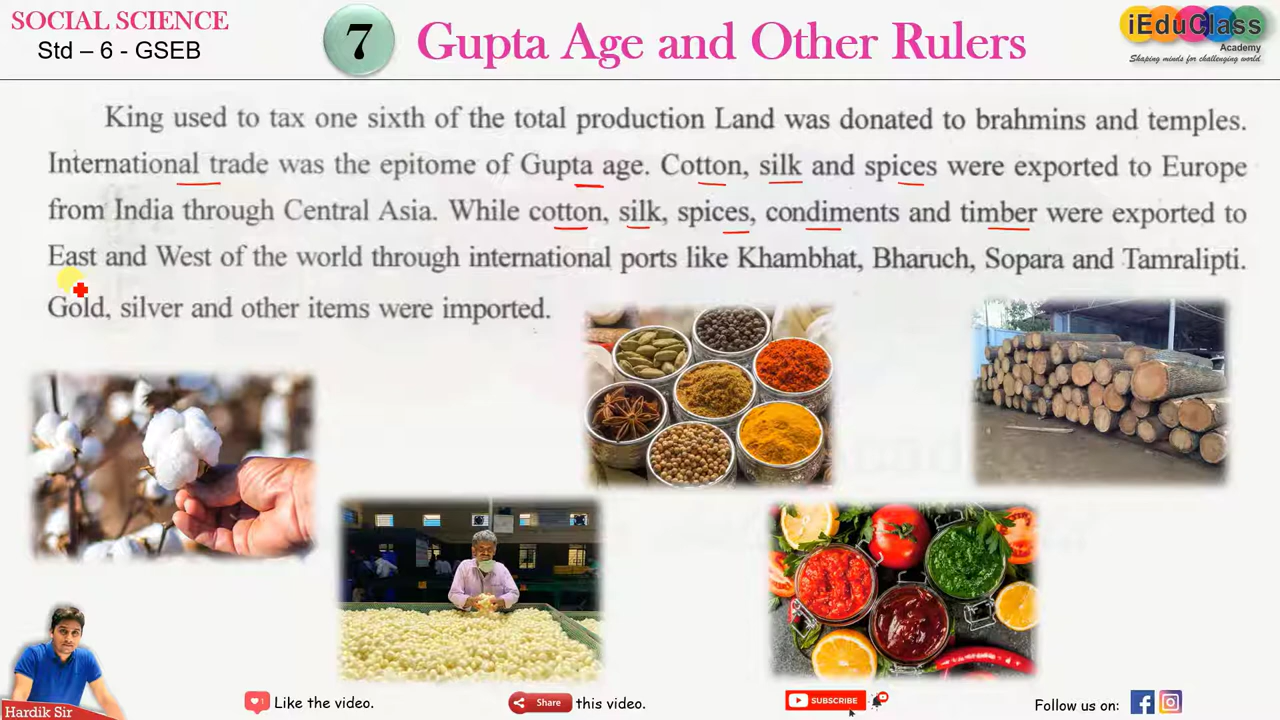 SOCIAL SCIENCE
Std – 6 - GSEB
7
Gupta Age and Other Rulers
iEduClass
Academy
Shaping minds for challenging world
King used to tax one sixth of the total production Land was donated to brahmins and temples.
International trade was the epitome of Gupta age. Cotton, silk and spices were exported to Europe
from India through Central Asia. While cotton, silk, spices, condiments and timber were exported to
East and West of the world through international ports like Khambhat, Bharuch, Sopara and Tamralipti.
Gold, silver and other items were imported.
Hardik Sir
Like the video.
Share this video.
SUBSCRIBE
Follow us on: